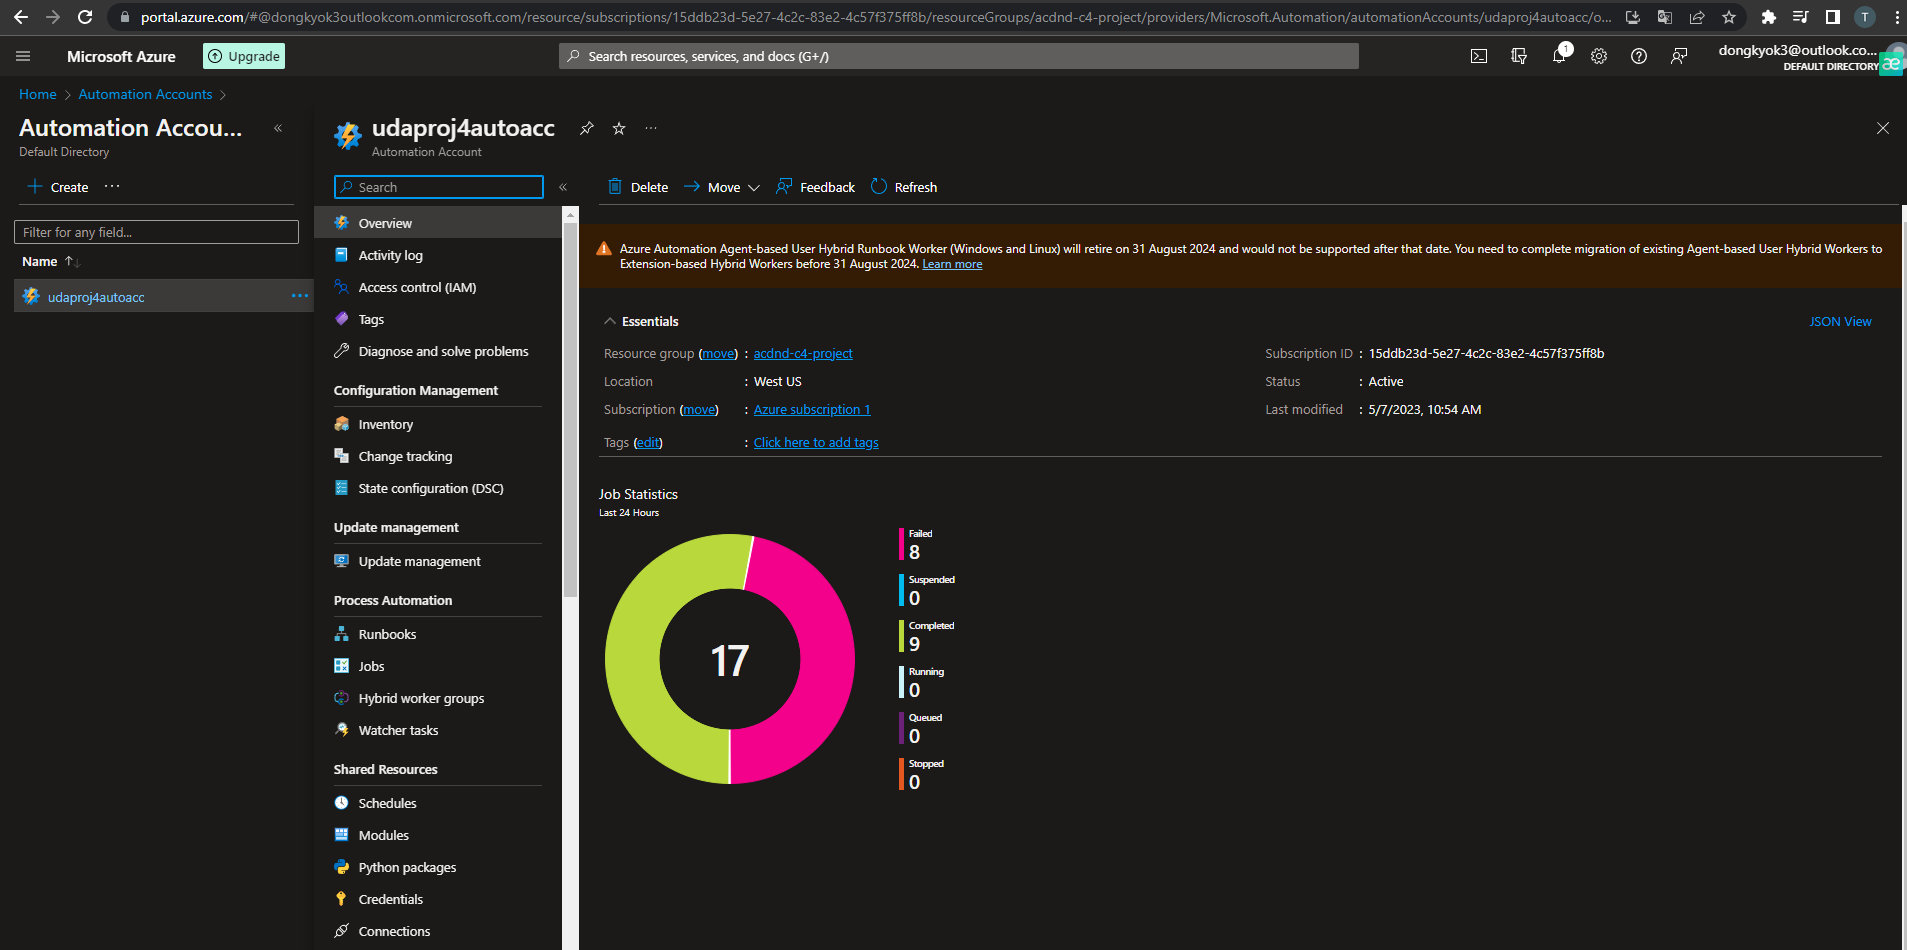 portal.azure.com/#@dongkyok3outlookcom.onmicrosoft.com/resource/subscriptions/15ddb23d-5e27-4c2c-83e2-4c57f375ff8b/resourceGroups/acdnd-c4-project/providers/Microsoft.Automation/automationAccounts/udaproj4autoacc/o...
T
Microsoft Azure
Upgrade
Search resources, services, and docs (G+/)
1
dongkyok3@outlook.co...
DEFAULT DIRECTORY
æ
Home > Automation Accounts >
Automation Accou...
Default Directory
Create
Filter for any field...
Name
udaproj4autoacc
udaproj4autoacc
Automation Account
Search
Overview
Activity log
Access control (IAM)
Tags
Diagnose and solve problems
Configuration Management
Inventory
Change tracking
State configuration (DSC)
Update management
Update management
Process Automation
Runbooks
Jobs
Hybrid worker groups
Watcher tasks
Shared Resources
Schedules
Modules
Python packages
Credentials
Connections
Delete Move Feedback Refresh
Azure Automation Agent-based User Hybrid Runbook Worker (Windows and Linux) will retire on 31 August 2024 and would not be supported after that date. You need to complete migration of existing Agent-based User Hybrid Workers to
Extension-based Hybrid Workers before 31 August 2024. Learn more
Essentials
JSON View
Resource group (move) : acdnd-c4-project
Location : West US
Subscription (move) : Azure subscription 1
Tags (edit) : Click here to add tags
Subscription ID : 15ddb23d-5e27-4c2c-83e2-4c57f375ff8b
Status : Active
Last modified : 5/7/2023, 10:54 AM
Job Statistics
Last 24 Hours
17
Failed
8
Suspended
0
Completed
9
Running
0
Queued
0
Stopped
0